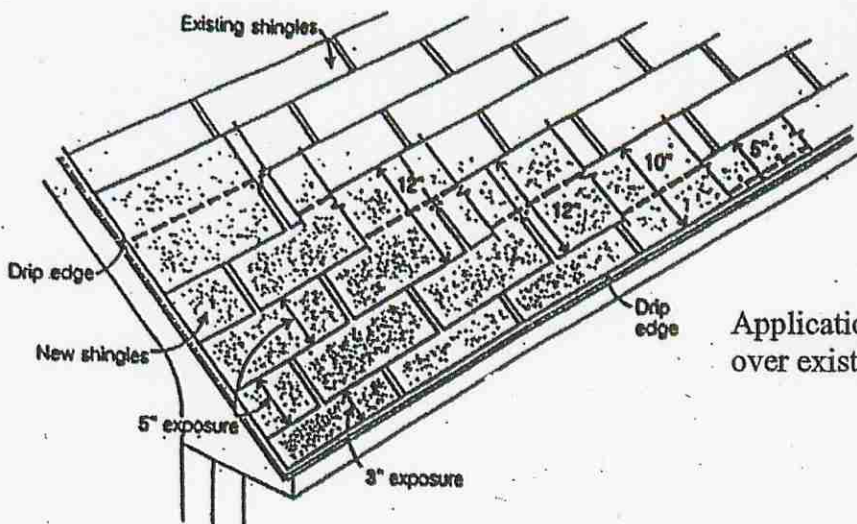 Existing shingles
12"
10"
5"
12"
Drip edge
Drip
edge
New shingles
Applicatio
over exist
5" exposure
3" exposure